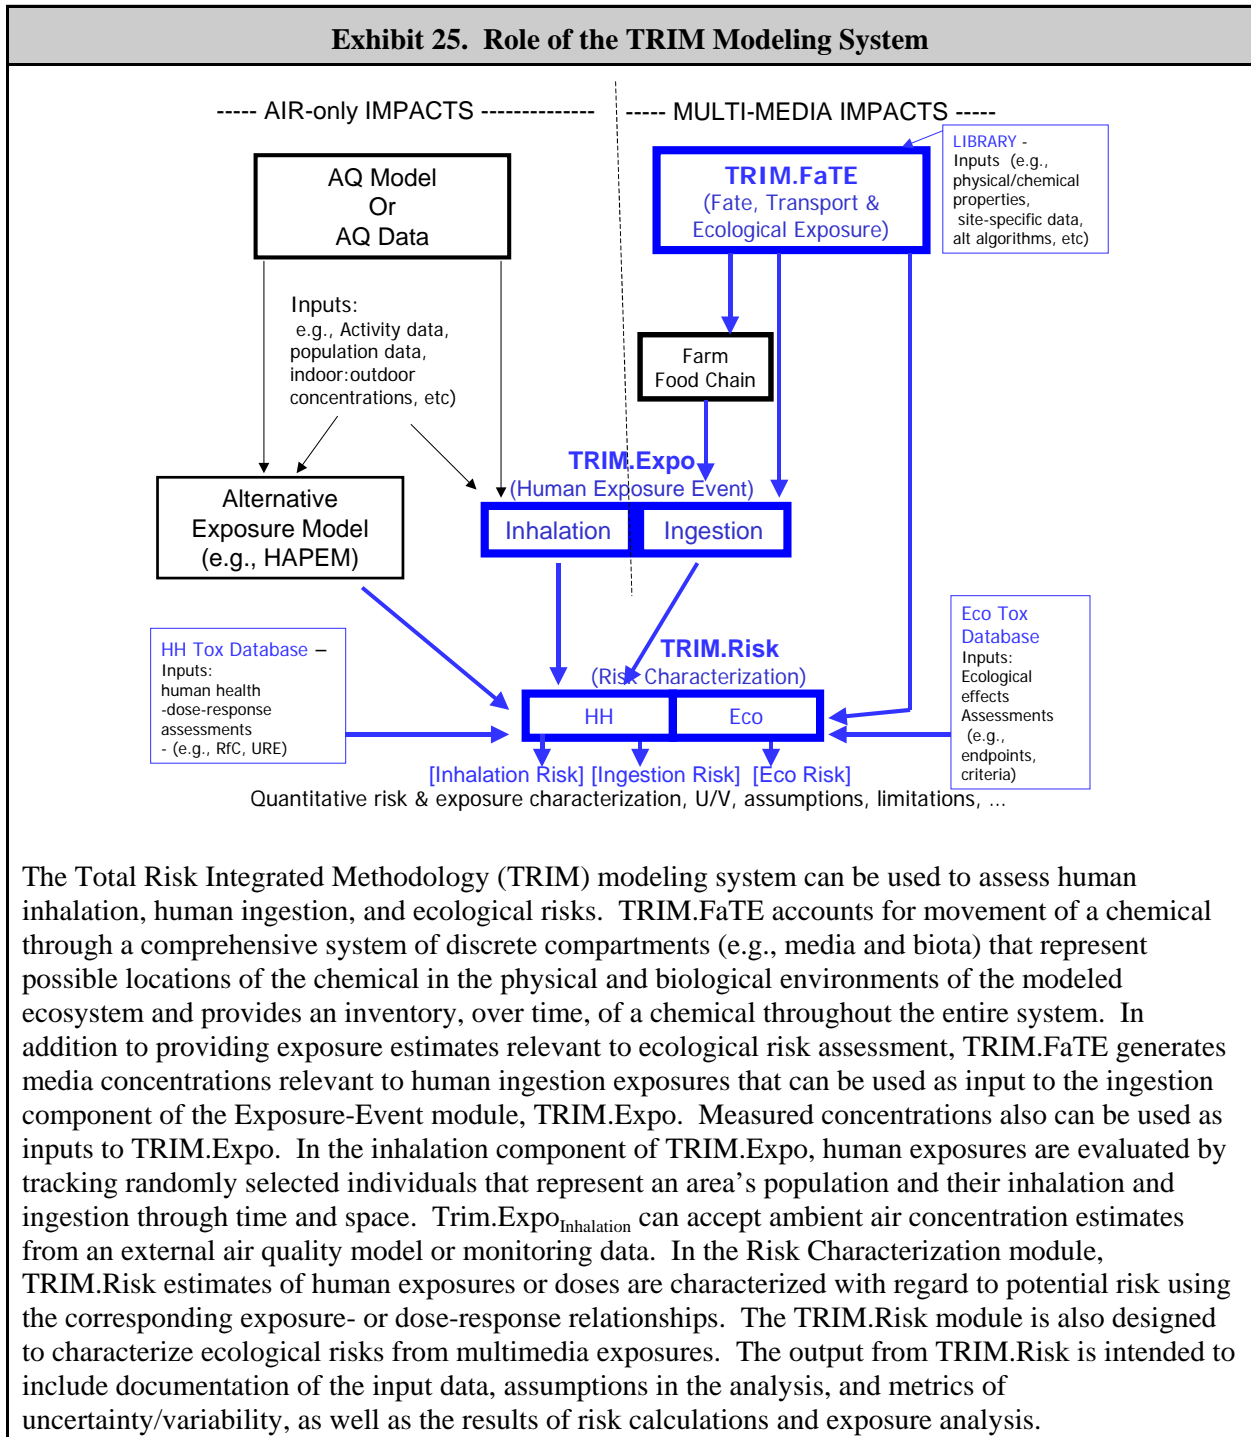 Exhibit 25.  Role of the TRIM Modeling System
----- AIR-only IMPACTS --------------
----- MULTI-MEDIA IMPACTS -----
AQ Model
Or
AQ Data
TRIM.FaTE
(Fate, Transport &
Ecological Exposure)
LIBRARY -
Inputs  (e.g.,
physical/chemical
properties,
site-specific data,
alt algorithms, etc)
Inputs:
e.g., Activity data,
population data,
indoor:outdoor
concentrations, etc)
Farm
Food Chain
TRIM.Expo
(Human Exposure Event)
Inhalation
Ingestion
Alternative
Exposure Model
(e.g., HAPEM)
HH Tox Database –
Inputs:
human health
-dose-response
assessments
- (e.g., RfC, URE)
TRIM.Risk
(Risk Characterization)
HH
Eco
Eco Tox
Database
Inputs:
Ecological
effects
Assessments
(e.g.,
endpoints,
criteria)
[Inhalation Risk] [Ingestion Risk]  [Eco Risk]
Quantitative risk & exposure characterization, U/V, assumptions, limitations, ...
The Total Risk Integrated Methodology (TRIM) modeling system can be used to assess human
inhalation, human ingestion, and ecological risks.  TRIM.FaTE accounts for movement of a chemical
through a comprehensive system of discrete compartments (e.g., media and biota) that represent
possible locations of the chemical in the physical and biological environments of the modeled
ecosystem and provides an inventory, over time, of a chemical throughout the entire system.  In
addition to providing exposure estimates relevant to ecological risk assessment, TRIM.FaTE generates
media concentrations relevant to human ingestion exposures that can be used as input to the ingestion
component of the Exposure-Event module, TRIM.Expo.  Measured concentrations also can be used as
inputs to TRIM.Expo.  In the inhalation component of TRIM.Expo, human exposures are evaluated by
tracking randomly selected individuals that represent an area's population and their inhalation and
ingestion through time and space.  Trim.ExpoInhalation can accept ambient air concentration estimates
from an external air quality model or monitoring data.  In the Risk Characterization module,
TRIM.Risk estimates of human exposures or doses are characterized with regard to potential risk using
the corresponding exposure- or dose-response relationships.  The TRIM.Risk module is also designed
to characterize ecological risks from multimedia exposures.  The output from TRIM.Risk is intended to
include documentation of the input data, assumptions in the analysis, and metrics of
uncertainty/variability, as well as the results of risk calculations and exposure analysis.